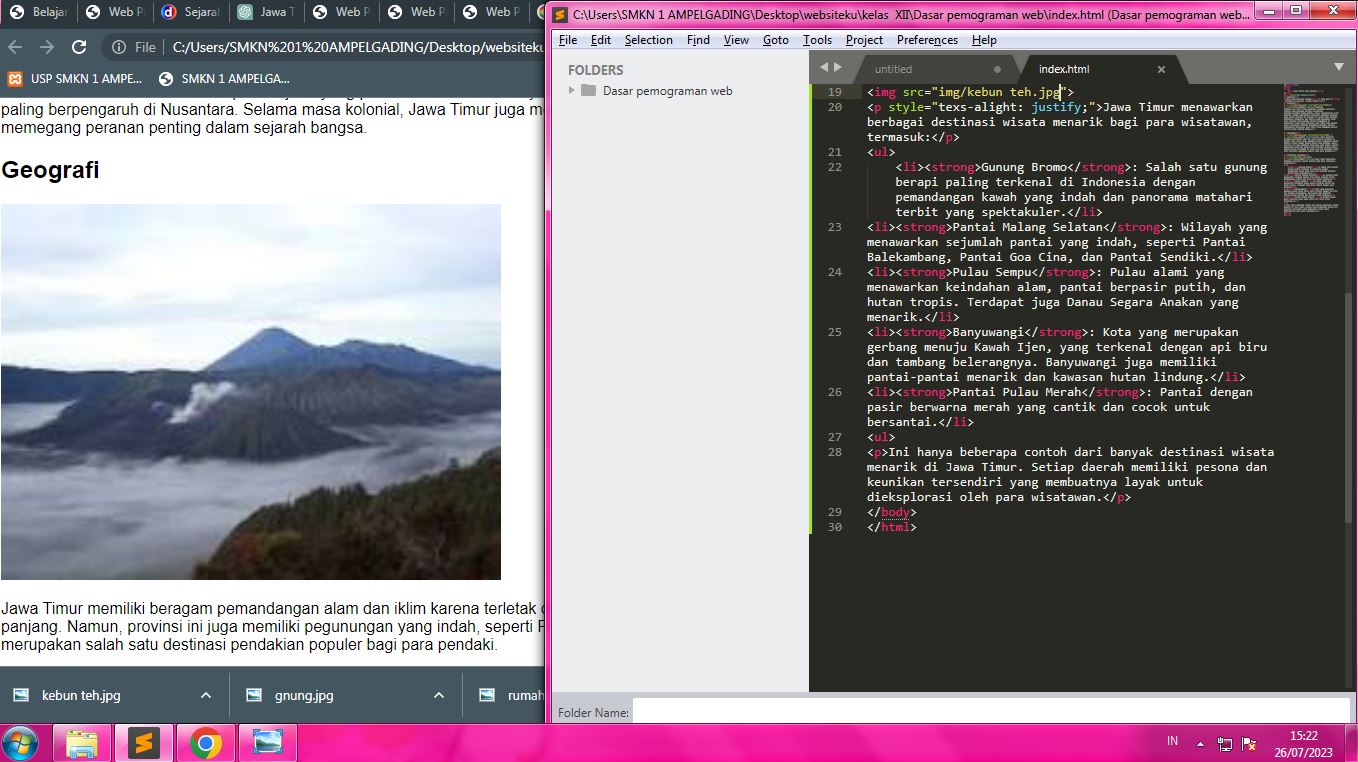 Belajar
Web P
Sejara
Jawa T
Web P
Web P
Web P
File
C:/Users/SMKN%201%20AMPELGADING/Desktop/websiteku
USP SMKN 1 AMPE...
SMKN 1 AMPELGA...
paling berpengaruh di Nusantara. Selama masa kolonial, Jawa Timur juga m
memegang peranan penting dalam sejarah bangsa.
Geografi
Jawa Timur memiliki beragam pemandangan alam dan iklim karena terletak
panjang. Namun, provinsi ini juga memiliki pegunungan yang indah, seperti
merupakan salah satu destinasi pendakian populer bagi para pendaki.
kebun teh.jpg
gnung.jpg
rumah
C:\Users\SMKN 1 AMPELGADING\Desktop\websiteku\kelas XII\Dasar pemograman web\index.html (Dasar pemograman web...
File Edit Selection Find View Goto Tools Project Preferences Help
FOLDERS
Dasar pemograman web
untitled
index.html
19 <img src="img/kebun teh.jpg">
20 <p style="texs-alight: justify;">Jawa Timur menawarkan
berbagai destinasi wisata menarik bagi para wisatawan,
termasuk:</p>
21 <ul>
22 <li><strong>Gunung Bromo</strong>: Salah satu gunung
berapi paling terkenal di Indonesia dengan
pemandangan kawah yang indah dan panorama matahari
terbit yang spektakuler.</li>
23 <li><strong>Pantai Malang Selatan</strong>: Wilayah yang
menawarkan sejumlah pantai yang indah, seperti Pantai
Balekambang, Pantai Goa Cina, dan Pantai Sendiki.</li>
24 <li><strong>Pulau Sempu</strong>: Pulau alami yang
menawarkan keindahan alam, pantai berpasir putih, dan
hutan tropis. Terdapat juga Danau Segara Anakan yang
menarik.</li>
25 <li><strong>Banyuwangi</strong>: Kota yang merupakan
gerbang menuju Kawah Ijen, yang terkenal dengan api biru
dan tambang belerangnya. Banyuwangi juga memiliki
pantai-pantai menarik dan kawasan hutan lindung.</li>
26 <li><strong>Pantai Pulau Merah</strong>: Pantai dengan
pasir berwarna merah yang cantik dan cocok untuk
bersantai.</li>
27 <ul>
28 <p>Ini hanya beberapa contoh dari banyak destinasi wisata
menarik di Jawa Timur. Setiap daerah memiliki pesona dan
keunikan tersendiri yang membuatnya layak untuk
dieksplorasi oleh para wisatawan.</p>
29 </body>
30 </html>
Folder Name:
IN
15:22
26/07/2023